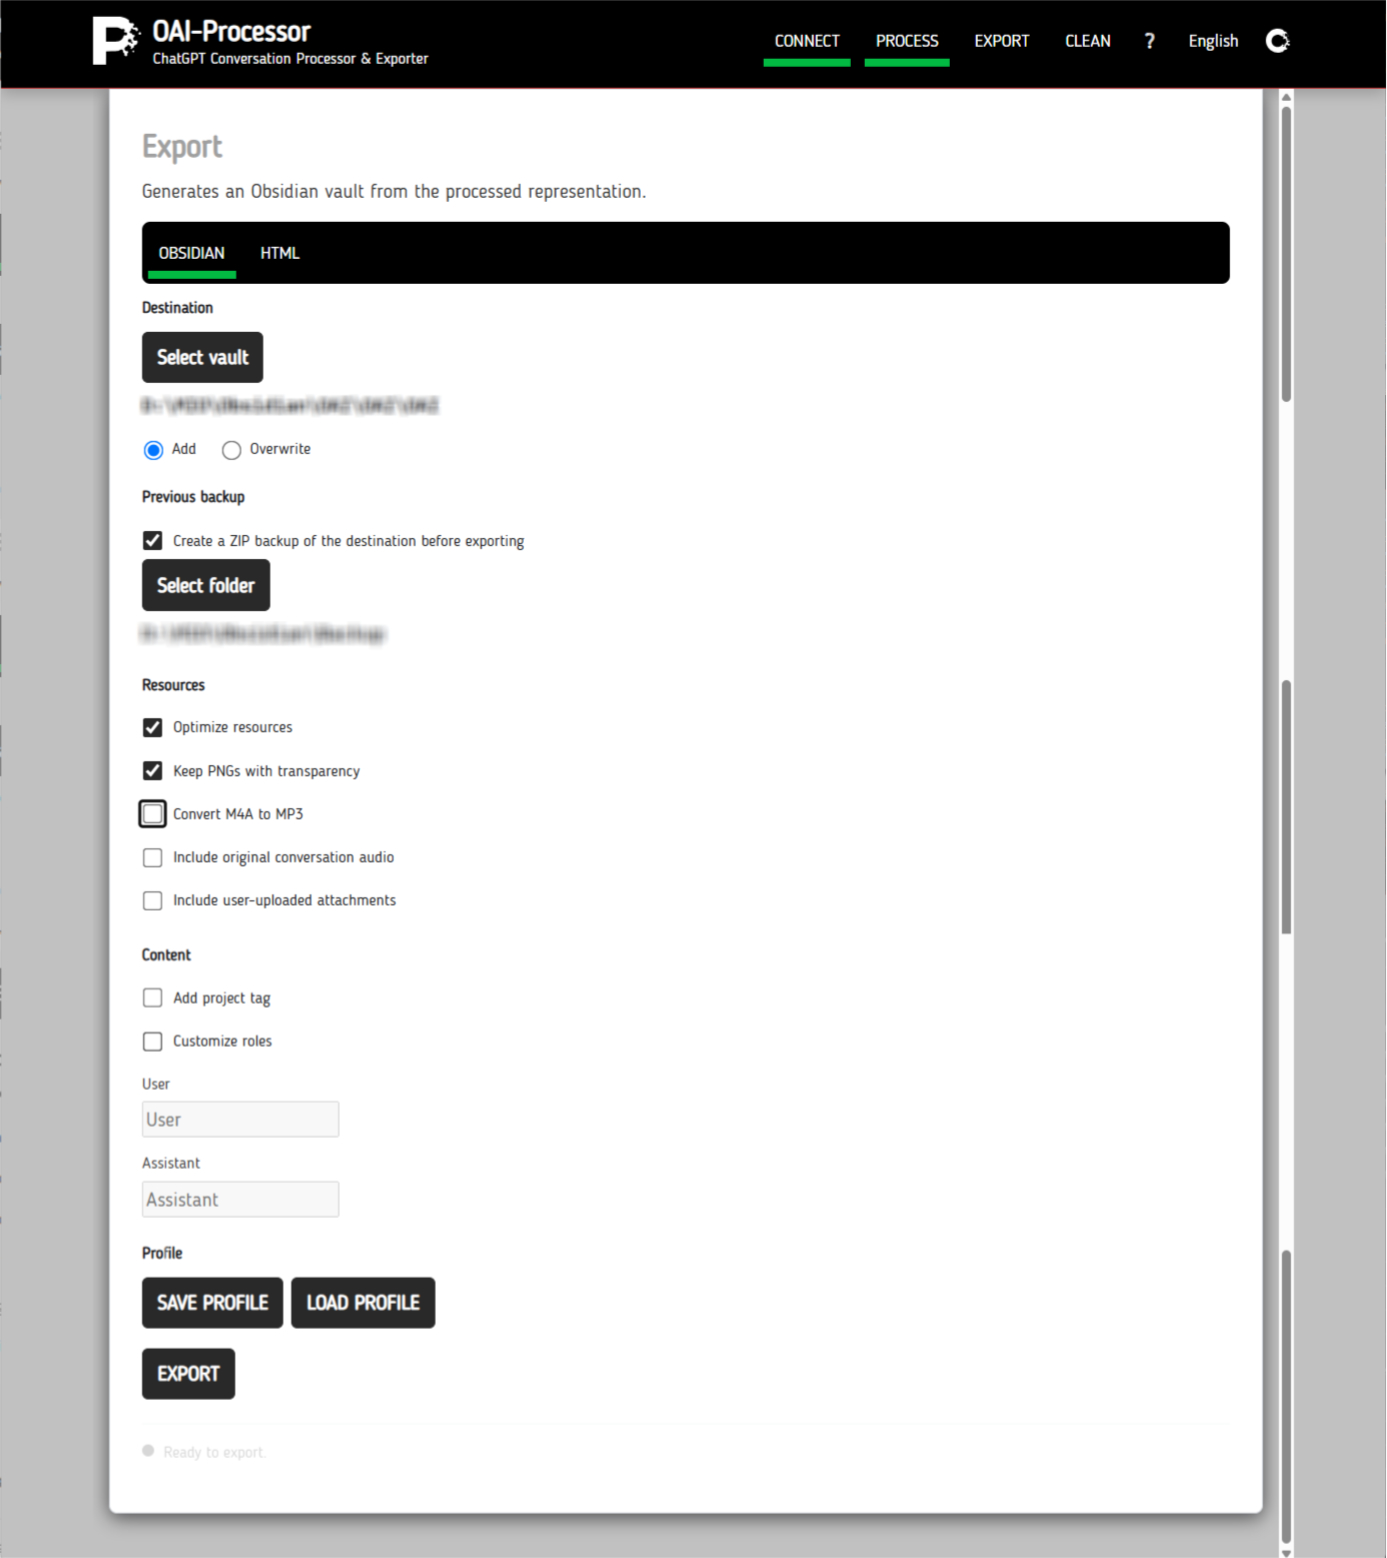 OAI-Processor
ChatGPT Conversation Processor & Exporter
CONNECT PROCESS EXPORT CLEAN ? English
Export
Generates an Obsidian vault from the processed representation.
OBSIDIAN HTML
Destination
Select vault
Add Overwrite
Previous backup
Create a ZIP backup of the destination before exporting
Select folder
Resources
Optimize resources
Keep PNGs with transparency
Convert M4A to MP3
Include original conversation audio
Include user-uploaded attachments
Content
Add project tag
Customize roles
User
User
Assistant
Assistant
Profile
SAVE PROFILE LOAD PROFILE
EXPORT
Ready to export.